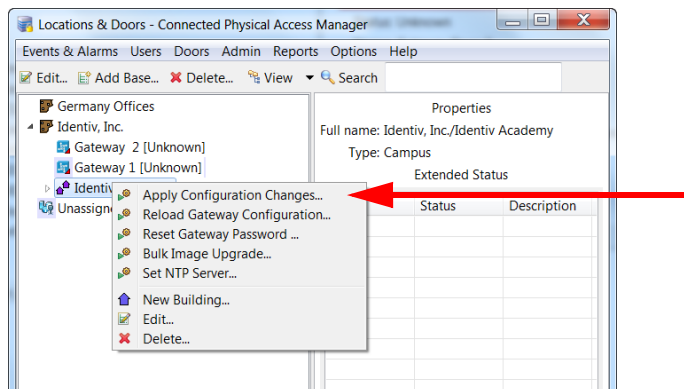 Locations & Doors - Connected Physical Access Manager
Events & Alarms Users Doors Admin Reports Options Help
Edit... Add Base... Delete... View Search
Germany Offices
Identiv, Inc.
Gateway 2 [Unknown]
Gateway 1 [Unknown]
Identiv
Unassign
Apply Configuration Changes...
Reload Gateway Configuration...
Reset Gateway Password ...
Bulk Image Upgrade...
Set NTP Server...
New Building...
Edit...
Delete...
Properties
Full name: Identiv, Inc./Identiv Academy
Type: Campus
Extended Status
Status Description